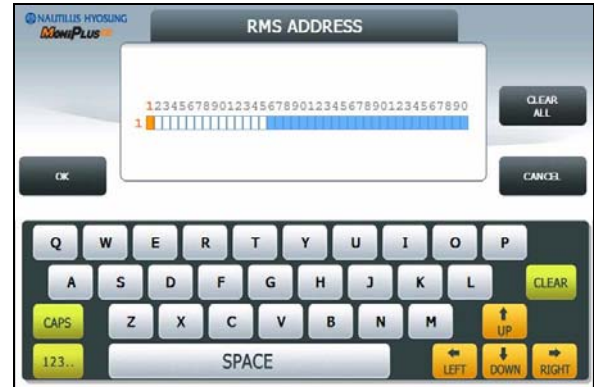 NAUTILUS HYOSUNG
MoniPlus
RMS ADDRESS
1234567890123456789012345678901234567890
1
CLEAR
ALL
OK
CANCEL
Q W E R T Y U I O P
A S D F G H J K L CLEAR
CAPS Z X C V B N M UP
123.. SPACE LEFT DOWN RIGHT